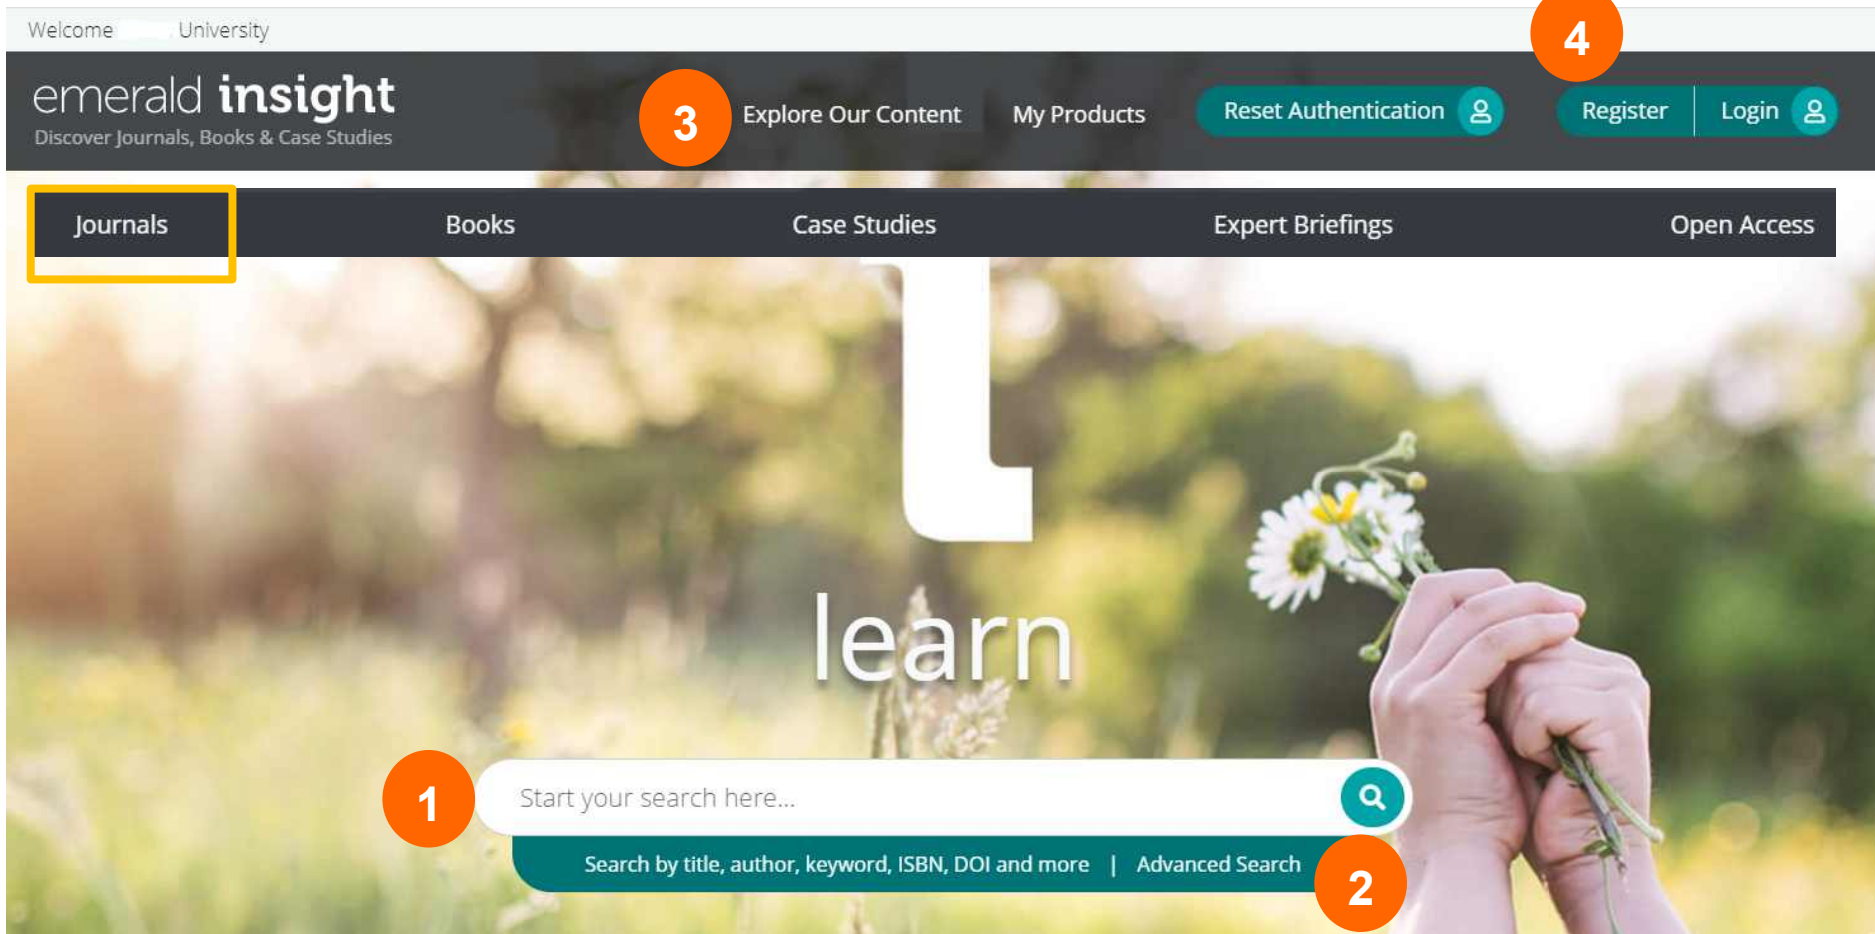 Welcome University
4
emerald insight
Discover Journals, Books & Case Studies
3
Explore Our Content
My Products
Reset Authentication
Register
Login
Journals
Books
Case Studies
Expert Briefings
Open Access
learn
1
Start your search here...
Search by title, author, keyword, ISBN, DOI and more | Advanced Search
2